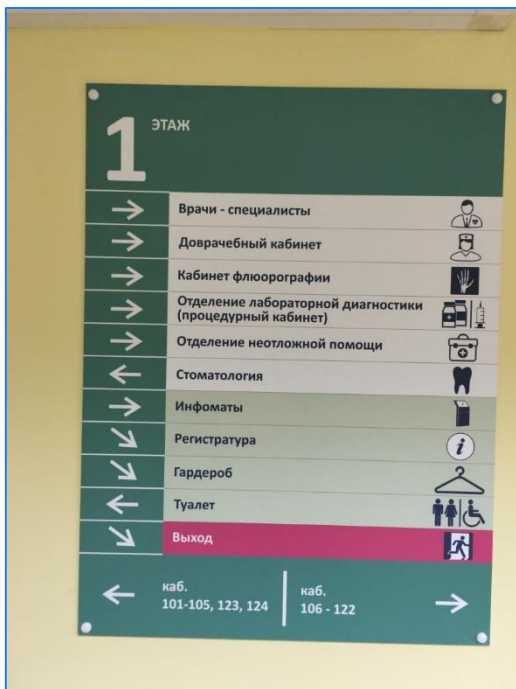 1 ЭТАЖ
Врачи - специалисты
Доврачебный кабинет
Кабинет флюорографии
Отделение лабораторной диагностики
(процедурный кабинет)
Отделение неотложной помощи
Стоматология
Инфоматы
Регистратура
i
Гардероб
Туалет
Выход
каб.
101-105, 123, 124
каб.
106 - 122